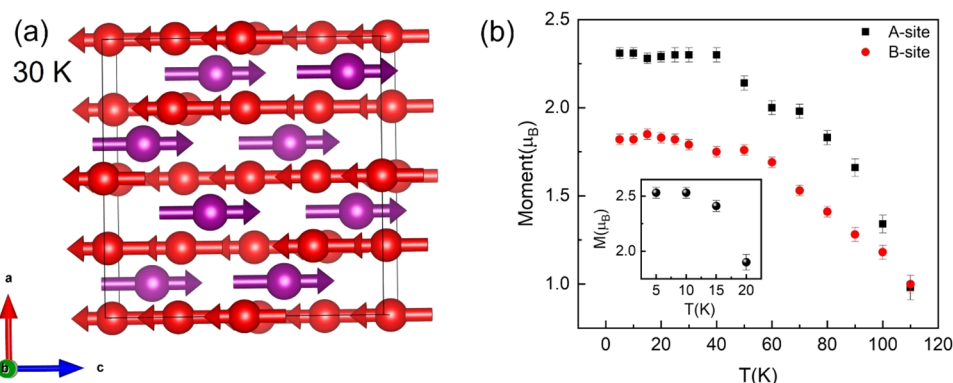 (a)
30 K
a
b
c
(b)
A-site
B-site
Moment(μB)
2.5
2.0
1.5
1.0
0 20 40 60 80 100 120
T(K)
M(μB)
2.5
2.0
5 10 15 20
T(K)